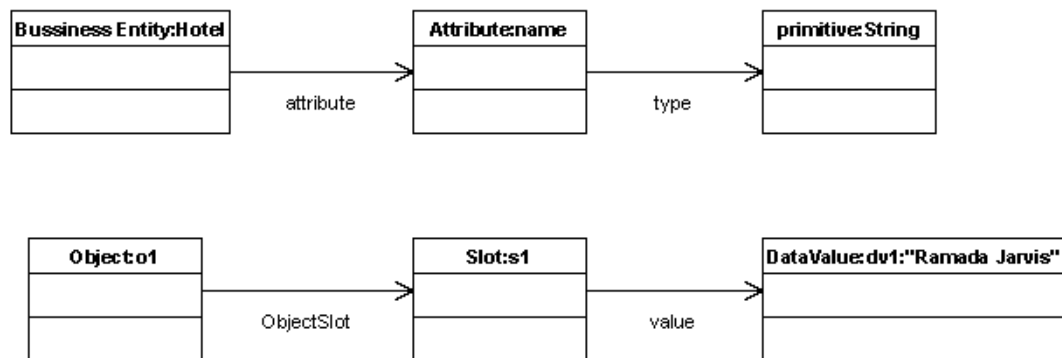 Bussiness Entity:Hotel
Attribute:name
primitive:String
attribute
type
Object:o1
Slot:s1
DataValue:dv1:"Ramada Jarvis"
ObjectSlot
value